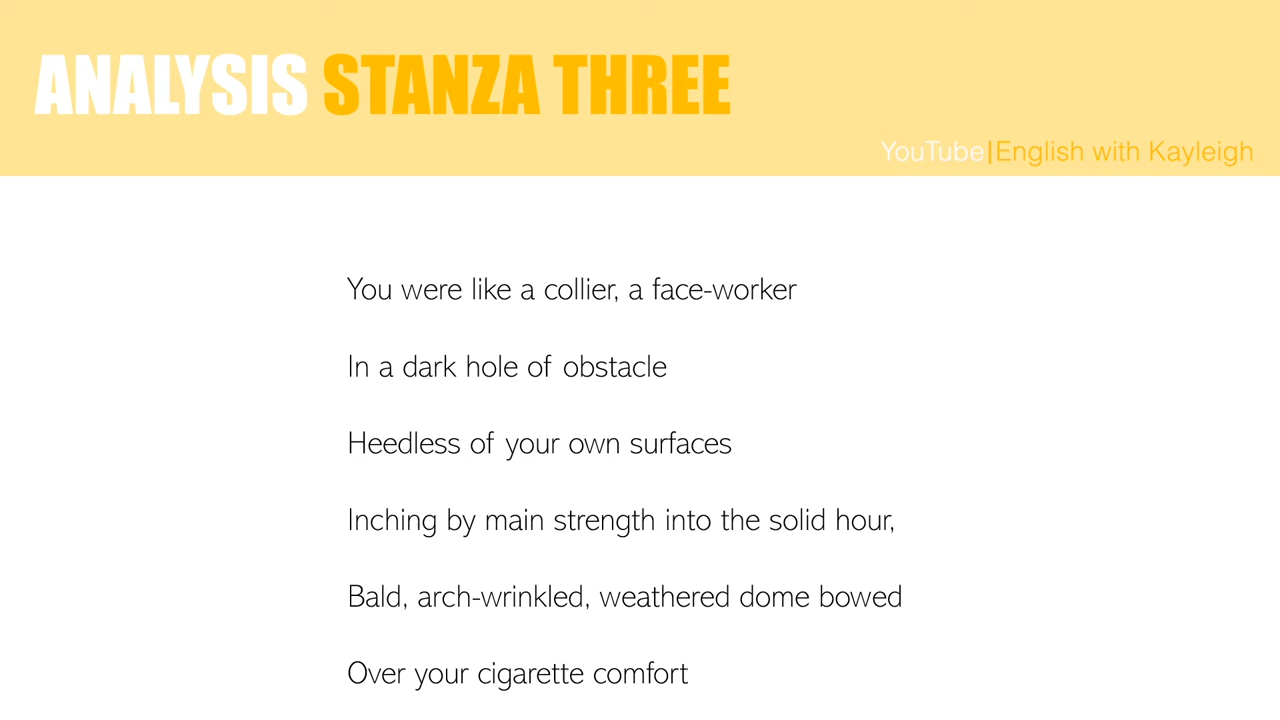 ANALYSIS STANZA THREE
YouTube|English with Kayleigh
You were like a collier, a face-worker
In a dark hole of obstacle
Heedless of your own surfaces
Inching by main strength into the solid hour,
Bald, arch-wrinkled, weathered dome bowed
Over your cigarette comfort